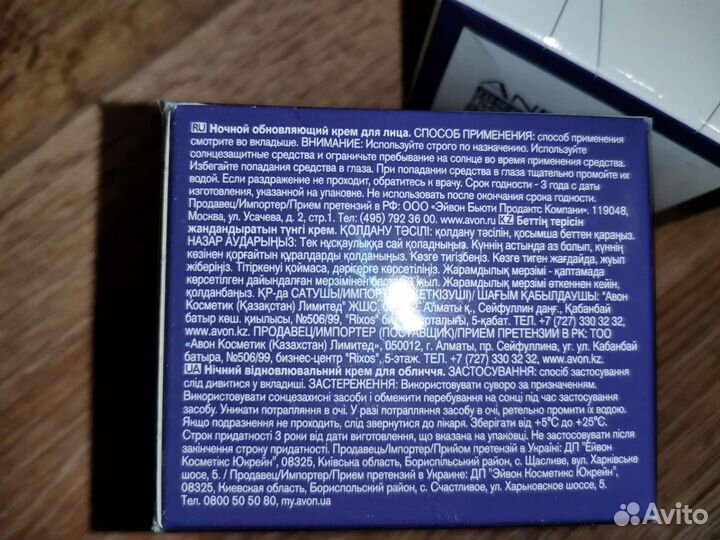 ANEW
RU Ночной обновляющий крем для лица. СПОСОБ ПРИМЕНЕНИЯ: способ применения
смотрите во вкладыше. ВНИМАНИЕ: Используйте строго по назначению. Используйте
солнцезащитные средства и ограничьте пребывание на солнце во время применения средства.
Избегайте попадания средства в глаза. При попадании средства в глаза тщательно промойте их
водой. Если раздражение не проходит, обратитесь к врачу. Срок годности - 3 года с даты
изготовления, указанной на упаковке. Не использовать после окончания срока годности.
Продавец/Импортер/Прием претензий в РФ: ООО «Эйвон Бьюти Продактс Компани» 119048,
Москва, ул. Усачева, д. 2, стр.1. Тел: (495) 792 36 00. www.avon.ru KZ Беттің терісін
жандандыратын түнгі крем. ҚОЛДАНУ ТӘСІЛІ: қолдану тәсілін, қосымша беттен қараңыз.
НАЗАР АУДАРЫҢЫЗ: Тек нұсқаулыққа сай қолданыңыз. Күннің астында аз болып, күннің
көзінен қорғайтын құралдарды қолданыңыз. Көзге тигізбеңіз. Көзге тиген жағдайда, жуып
жіберіңіз. Тітіркенуі қоймаса, дәрігерге көрсетіліңіз. Жарамдылық мерзімі - қаптамада
көрсетілген дайындалған мерзімінен бастап 3 жыл. Жарамдылық мерзімі өткеннен кейін,
қолданбаңыз. ҚР-да САТУШЫ/ИМПОРТ ЖЕТКІЗУШІ)/ ШАҒЫМ ҚАБЫЛДАУШЫ: "Авон
Косметик (Қазақстан) Лимитед" ЖШС, Алматы қ., Сейфуллин даңғ., Қабанбай
батыр көш. қиылысы, №506/99, "Rixos" орталығы, 5-қабат. ТЕЛ. +7 (727) 330 32 32,
www.avon.kz. ПРОДАВЕЦ/ИМПОРТЕР (ПОСТАВЩИК)/ПРИЕМ ПРЕТЕНЗИЙ В РК: ТОО
«Авон Косметик (Казахстан) Лимитед», 050012, г. Алматы, пр. Сейфуллина, уг. ул. Кабанбай
батыра, №506/99, бизнес-центр "Rixos", 5-этаж. ТЕЛ. +7 (727) 330 32 32, www.avon.kz.
UA Нічний відновлювальний крем для обличчя. ЗАСТОСУВАННЯ: спосіб застосування
слід дивитися у вкладиші. ЗАСТЕРЕЖЕННЯ: Використовувати суворо за призначенням.
Використовувати сонцезахисні засоби і обмежити перебування на сонці під час застосування
засобу. Уникати потрапляння в очі. У разі потрапляння засобу в очі, ретельно промити їх водою.
Якщо подразнення не проходить, слід звернутися до лікаря. Зберігати від +5°С до +25°С.
Строк придатності 3 роки від дати виготовлення, що вказана на упаковці. Не застосовувати після
закінчення строку придатності. Продавець/Імпортер/Прийом претензій в Україні: ДП "Ейвон
Косметікс Юкрейн", 08325, Київська область, Бориспільський район, с. Щасливе, вул. Харківське
шосе, 5. / Продавец/Импортер/Прием претензий в Украине: ДП "Эйвон Косметикс Юкрейн",
08325, Киевская область, Бориспольский район, с. Счастливое, ул. Харьковское шоссе, 5.
Тел. 0800 50 50 80, my.avon.ua
Avito